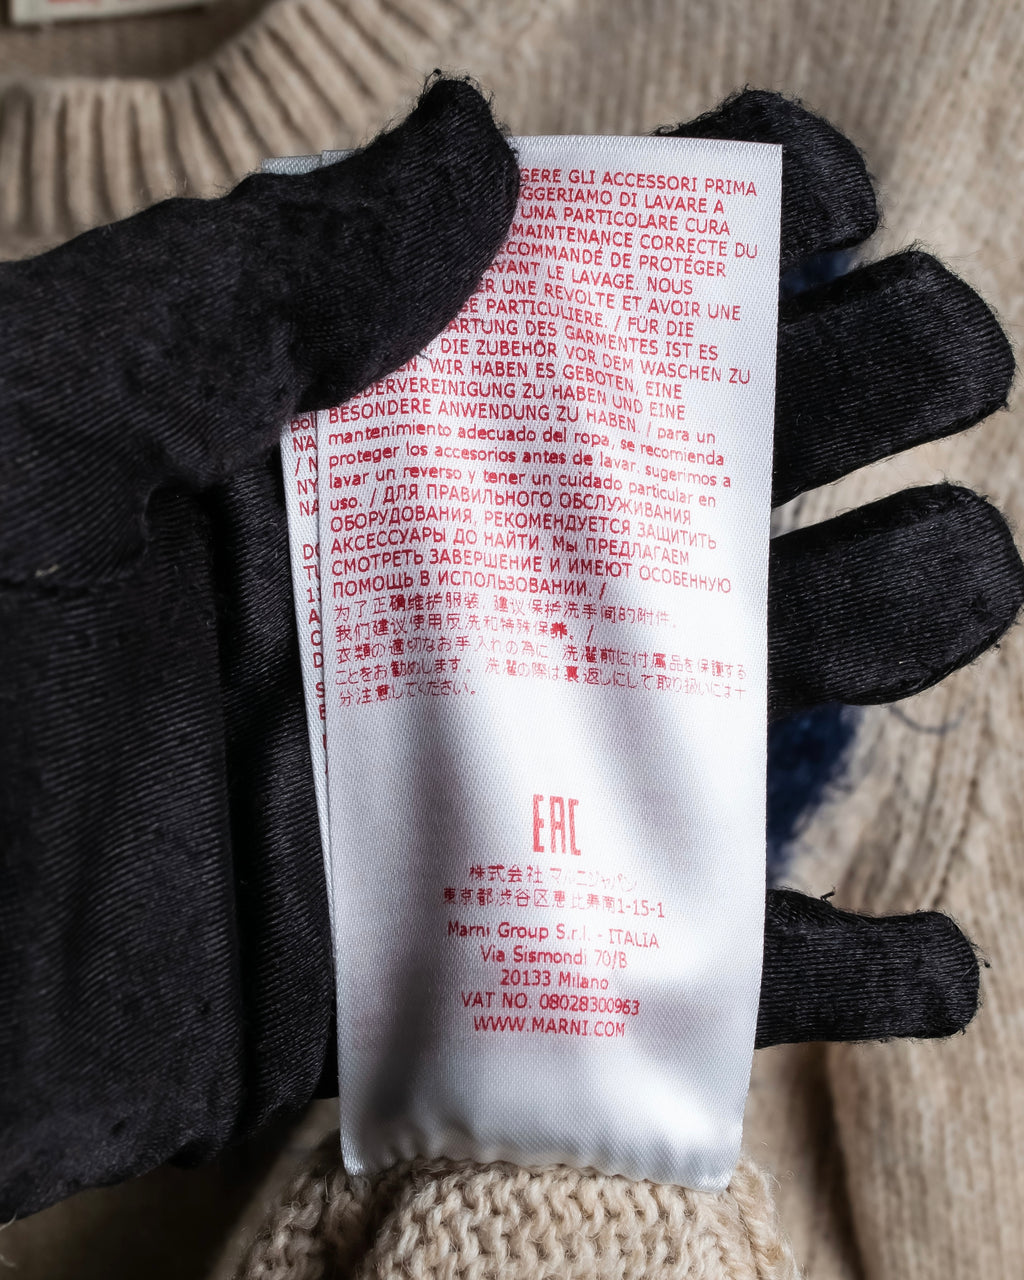 GERE GLI ACCESSORI PRIMA
GGERIAMO DI LAVARE A
UNA PARTICOLARE CURA
MAINTENANCE CORRECTE DU
COMMANDÉ DE PROTÉGER
AVANT LE LAVAGE. NOUS
ER UNE REVOLTE ET AVOIR UNE
SE PARTICULIERE. / FÜR DIE
ARTUNG DES GARMENTES IST ES
DIE ZUBEHÖR VOR DEM WASCHEN ZU
EN. WIR HABEN ES GEBOTEN, EINE
DERVEREINIGUNG ZU HABEN UND EINE
BESONDERE ANWENDUNG ZU HABEN. / para un
mantenimiento adecuado del ropa, se recomienda
proteger los accesorios antes de lavar. sugerimos a
lavar un reverso y tener un cuidado particular en
uso. / ДЛЯ ПРАВИЛЬНОГО ОБСЛУЖИВАНИЯ
ОБОРУДОВАНИЯ, РЕКОМЕНДУЕТСЯ ЗАЩИТИТЬ
АКСЕССУАРЫ ДО НАЙТИ. Мы ПРЕДЛАГАЕМ
СМОТРЕТЬ ЗАВЕРШЕНИЕ И ИМЕЮТ ОСОБЕННУЮ
ПОМОЩЬ В ИСПОЛЬЗОВАНИИ. /
为了正确维护服装, 建议保护洗手间的附件.
我们建议使用反洗和特殊保养. /
衣類の適切なお手入れの為に、洗濯前に付属品を保護する
ことをお勧めします。 洗濯の際は裏返しにして取り扱いには十
分注意してください。
EAC
株式会社 マルニジャパン
東京都渋谷区恵比寿南1-15-1
Marni Group S.r.l. - ITALIA
Via Sismondi 70/B
20133 Milano
VAT NO. 08028300963
WWW.MARNI.COM